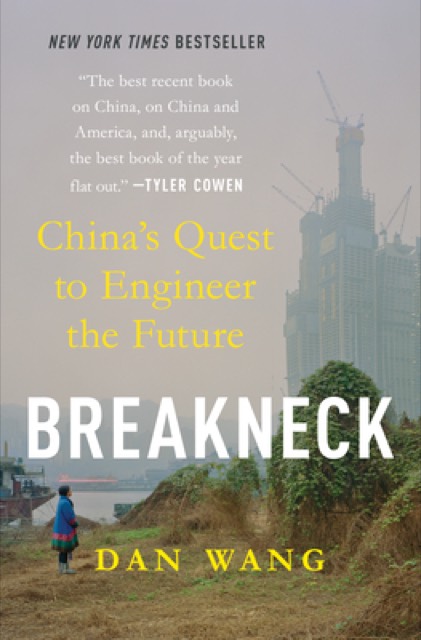 NEW YORK TIMES BESTSELLER
“The best recent book
on China, on China and
America, and, arguably,
the best book of the year
flat out.” —TYLER COWEN
China’s Quest
to Engineer
the Future
BREAKNECK
DAN WANG